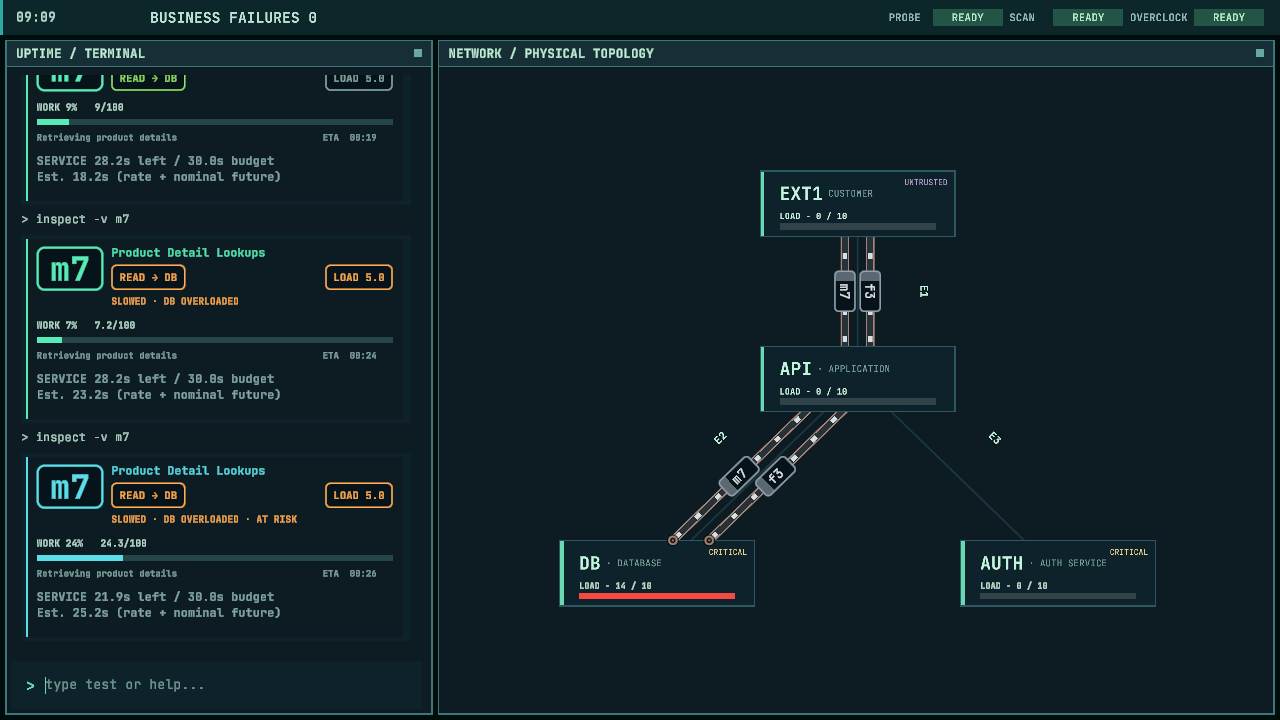 09:09 BUSINESS FAILURES 0 PROBE READY SCAN READY OVERCLOCK READY
UPTIME / TERMINAL
m7 READ → DB LOAD 5.0
WORK 9% 9/100
Retrieving product details ETA 00:19
SERVICE 28.2s left / 30.0s budget
Est. 18.2s (rate + nominal future)
> inspect -v m7
m7 Product Detail Lookups
READ → DB LOAD 5.0
SLOWED · DB OVERLOADED
WORK 7% 7.2/100
Retrieving product details ETA 00:24
SERVICE 28.2s left / 30.0s budget
Est. 23.2s (rate + nominal future)
> inspect -v m7
m7 Product Detail Lookups
READ → DB LOAD 5.0
SLOWED · DB OVERLOADED · AT RISK
WORK 24% 24.3/100
Retrieving product details ETA 00:26
SERVICE 21.9s left / 30.0s budget
Est. 25.2s (rate + nominal future)
> type test or help...
NETWORK / PHYSICAL TOPOLOGY
UNTRUSTED
EXT1 CUSTOMER
LOAD - 0 / 10
m7 f3 E1
API · APPLICATION
LOAD - 0 / 10
E2 E3
m7 f3
CRITICAL
DB · DATABASE
LOAD - 14 / 10
CRITICAL
AUTH · AUTH SERVICE
LOAD - 0 / 10